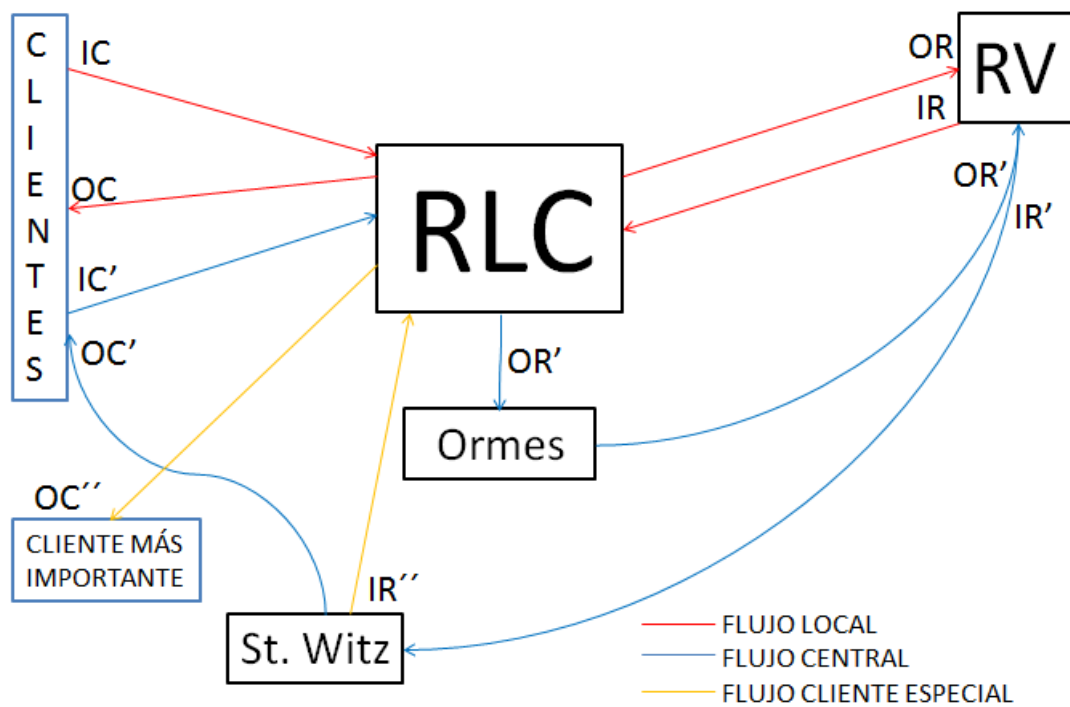 CLIENTES
IC
OC
IC'
OC'
RLC
OR
RV
IR
OR'
IR'
OR'
Ormes
OC´´
CLIENTE MÁS
IMPORTANTE
IR´´
St. Witz
FLUJO LOCAL
FLUJO CENTRAL
FLUJO CLIENTE ESPECIAL